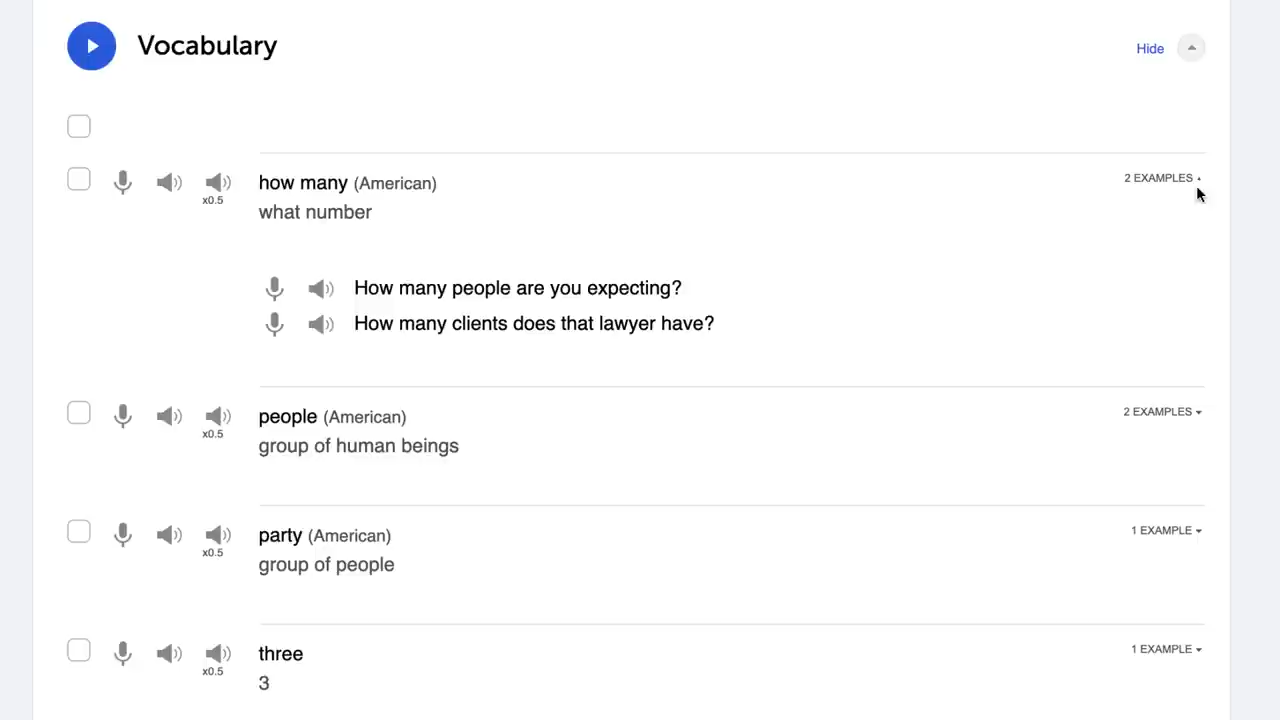 Vocabulary
Hide
how many (American)
2 EXAMPLES
x0.5
what number
How many people are you expecting?
How many clients does that lawyer have?
people (American)
2 EXAMPLES
x0.5
group of human beings
party (American)
1 EXAMPLE
x0.5
group of people
three
1 EXAMPLE
x0.5
3